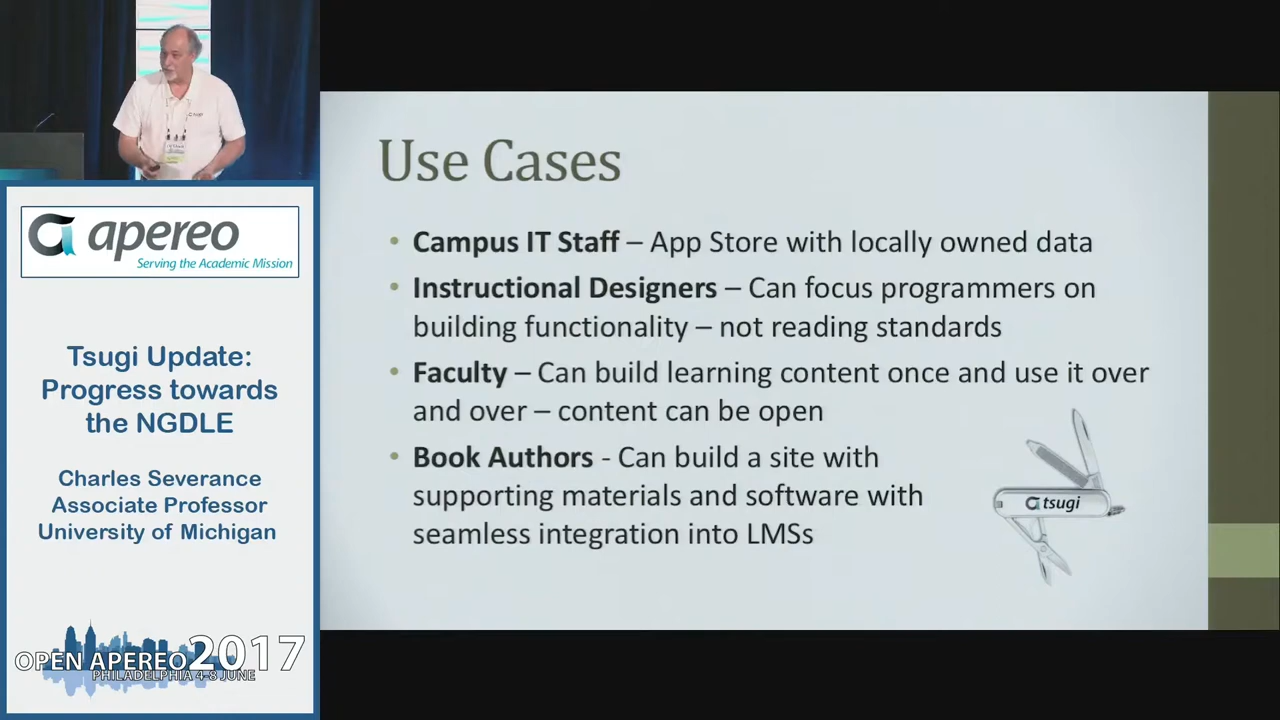 apereo
Serving the Academic Mission
Tsugi Update:
Progress towards
the NGDLE
Charles Severance
Associate Professor
University of Michigan
OPEN APEREO 2017
PHILADELPHIA 4-8 JUNE
Use Cases
• Campus IT Staff – App Store with locally owned data
• Instructional Designers – Can focus programmers on
building functionality – not reading standards
• Faculty – Can build learning content once and use it over
and over – content can be open
• Book Authors - Can build a site with
supporting materials and software with
seamless integration into LMSs
tsugi